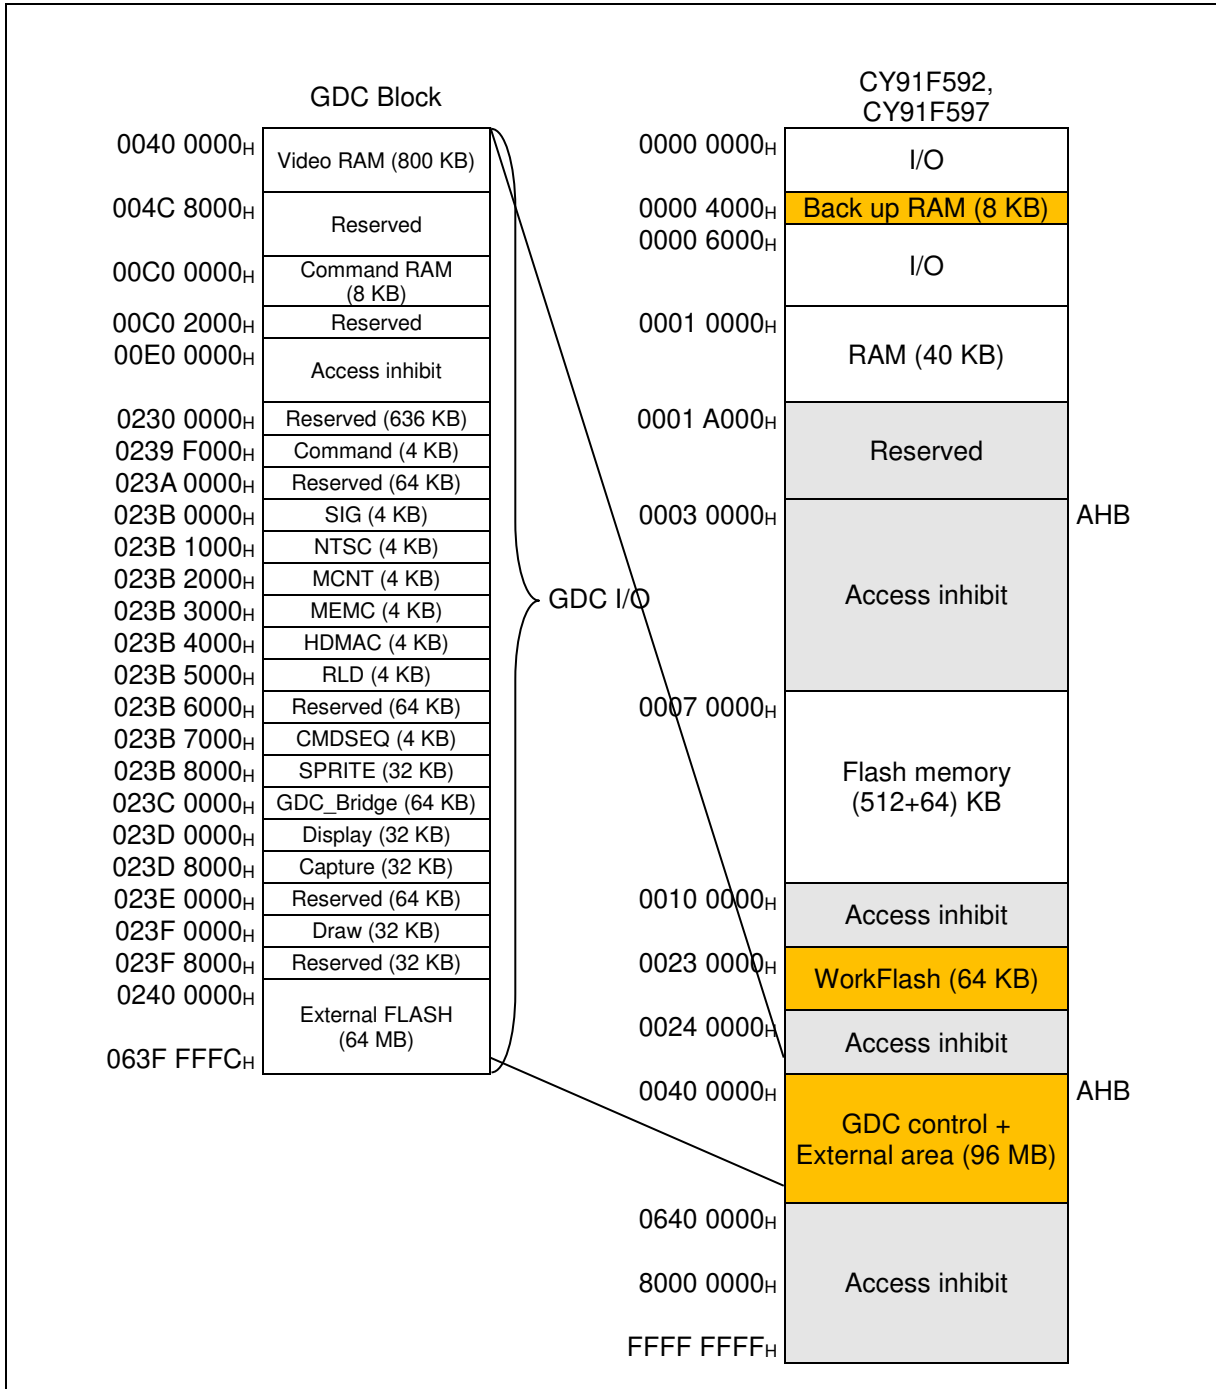 GDC Block
0040 0000H
Video RAM (800 KB)
004C 8000H
Reserved
00C0 0000H
Command RAM
(8 KB)
00C0 2000H
Reserved
00E0 0000H
Access inhibit
0230 0000H
Reserved (636 KB)
0239 F000H
Command (4 KB)
023A 0000H
Reserved (64 KB)
023B 0000H
SIG (4 KB)
023B 1000H
NTSC (4 KB)
023B 2000H
MCNT (4 KB)
023B 3000H
MEMC (4 KB)
023B 4000H
HDMAC (4 KB)
023B 5000H
RLD (4 KB)
023B 6000H
Reserved (64 KB)
023B 7000H
CMDSEQ (4 KB)
023B 8000H
SPRITE (32 KB)
023C 0000H
GDC_Bridge (64 KB)
023D 0000H
Display (32 KB)
023D 8000H
Capture (32 KB)
023E 0000H
Reserved (64 KB)
023F 0000H
Draw (32 KB)
023F 8000H
Reserved (32 KB)
0240 0000H
External FLASH
(64 MB)
063F FFFCH
GDC I/O
CY91F592,
CY91F597
0000 0000H
I/O
0000 4000H
Back up RAM (8 KB)
0000 6000H
I/O
0001 0000H
RAM (40 KB)
0001 A000H
Reserved
0003 0000H
AHB
Access inhibit
0007 0000H
Flash memory
(512+64) KB
0010 0000H
Access inhibit
0023 0000H
WorkFlash (64 KB)
0024 0000H
Access inhibit
0040 0000H
AHB
GDC control +
External area (96 MB)
0640 0000H
8000 0000H
Access inhibit
FFFF FFFFH